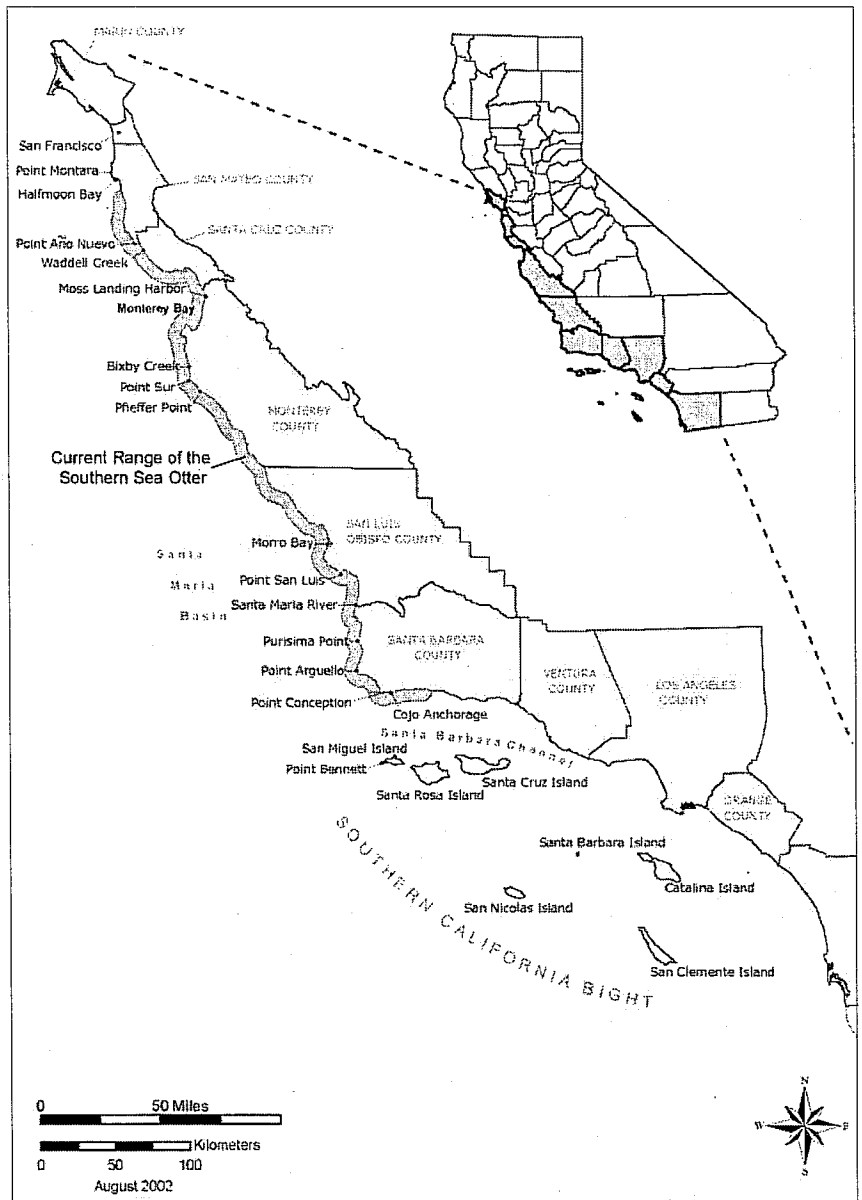 MARIN COUNTY
San Francisco
Point Montara
Halfmoon Bay
SAN MATEO COUNTY
SANTA CRUZ COUNTY
Point Año Nuevo
Waddell Creek
Moss Landing Harbor
Monterey Bay
Bixby Creek
Point Sur
Pfieffer Point
MONTEREY
COUNTY
Current Range of the
Southern Sea Otter
SAN LUIS
OBISPO COUNTY
Morro Bay
Santa
Maria
Basin
Point San Luis
Santa Maria River
Purisima Point
SANTA BARBARA
COUNTY
Point Arguello
VENTURA
COUNTY
LOS ANGELES
COUNTY
Point Conception
Cojo Anchorage
Santa Barbara Channel
San Miguel Island
Point Bennett
Santa Cruz Island
Santa Rosa Island
ORANGE
COUNTY
Santa Barbara Island
Catalina Island
San Nicolas Island
San Clemente Island
SOUTHERN CALIFORNIA BIGHT
0 50 Miles
Kilometers
0 50 100
August 2002
N
W E
S